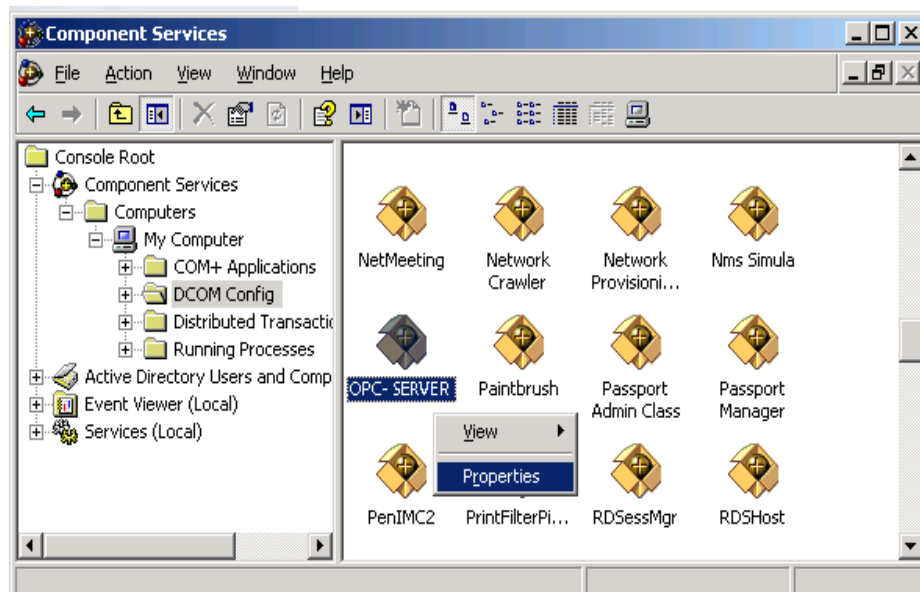 Component Services
File Action View Window Help
Console Root
Component Services
Computers
My Computer
COM+ Applications
DCOM Config
Distributed Transactic
Running Processes
Active Directory Users and Comp
Event Viewer (Local)
Services (Local)
NetMeeting
Network Crawler
Network Provisioni...
Nms Simula
OPC- SERVER
Paintbrush
Passport Admin Class
Passport Manager
View
Properties
PenIMC2
PrintFilterPi...
RDSessMgr
RDSHost